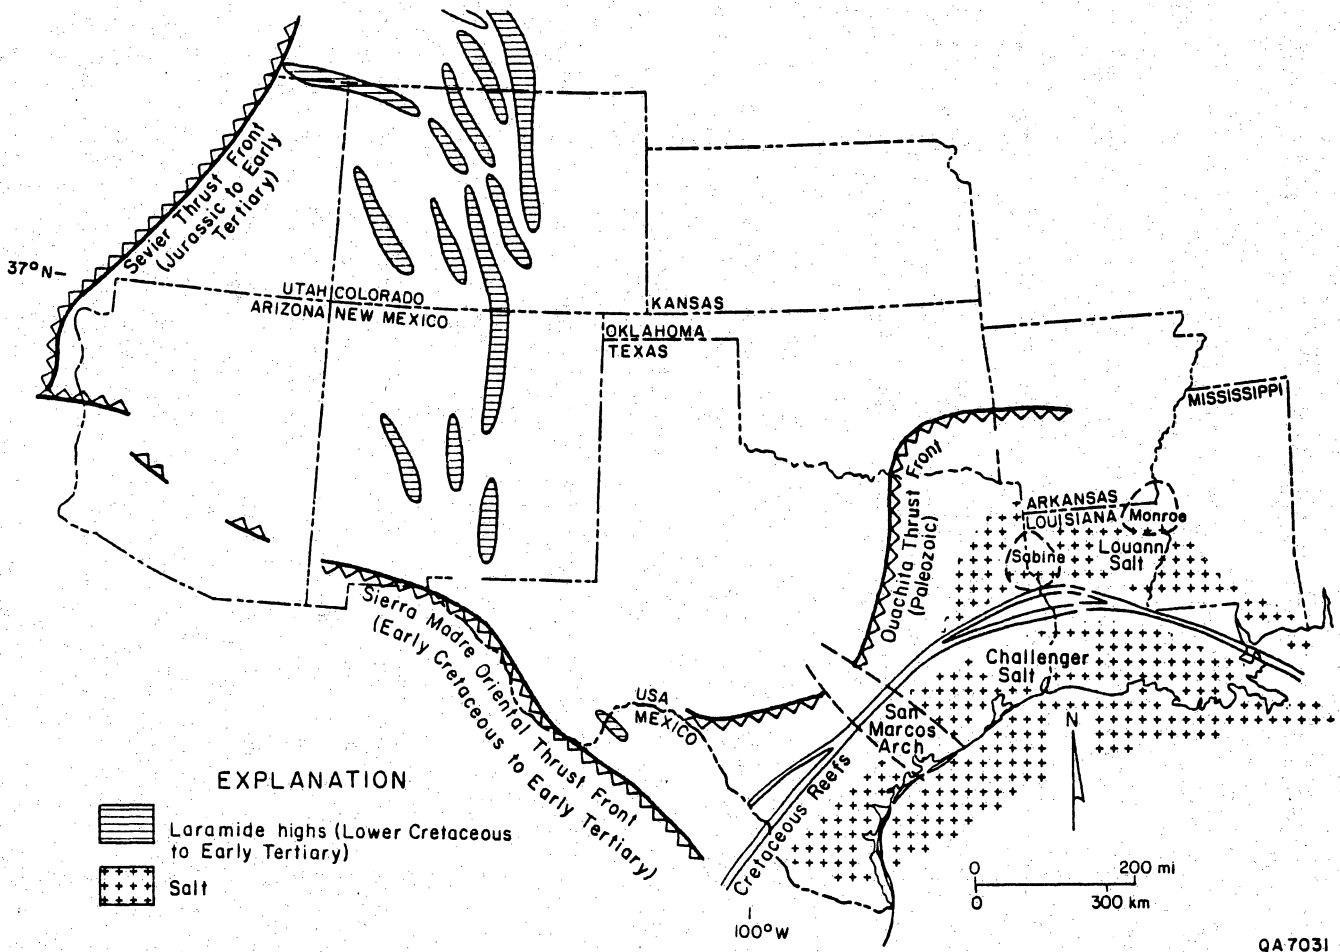 Sevier Thrust Front
(Jurassic to Early
Tertiary)
37°N
UTAH COLORADO
ARIZONA NEW MEXICO
KANSAS
OKLAHOMA
TEXAS
MISSISSIPPI
Ouachita Thrust Front
(Paleozoic)
ARKANSAS
LOUISIANA
Monroe
Sabine
Louann
Salt
Sierra Madre Oriental Thrust Front
(Early Cretaceous to Early Tertiary)
USA
MEXICO
Challenger
Salt
San
Marcos
Arch
Cretaceous Reefs
N
EXPLANATION
Laramide highs (Lower Cretaceous
to Early Tertiary)
Salt
0 200 mi
0 300 km
100°W
QA 7031